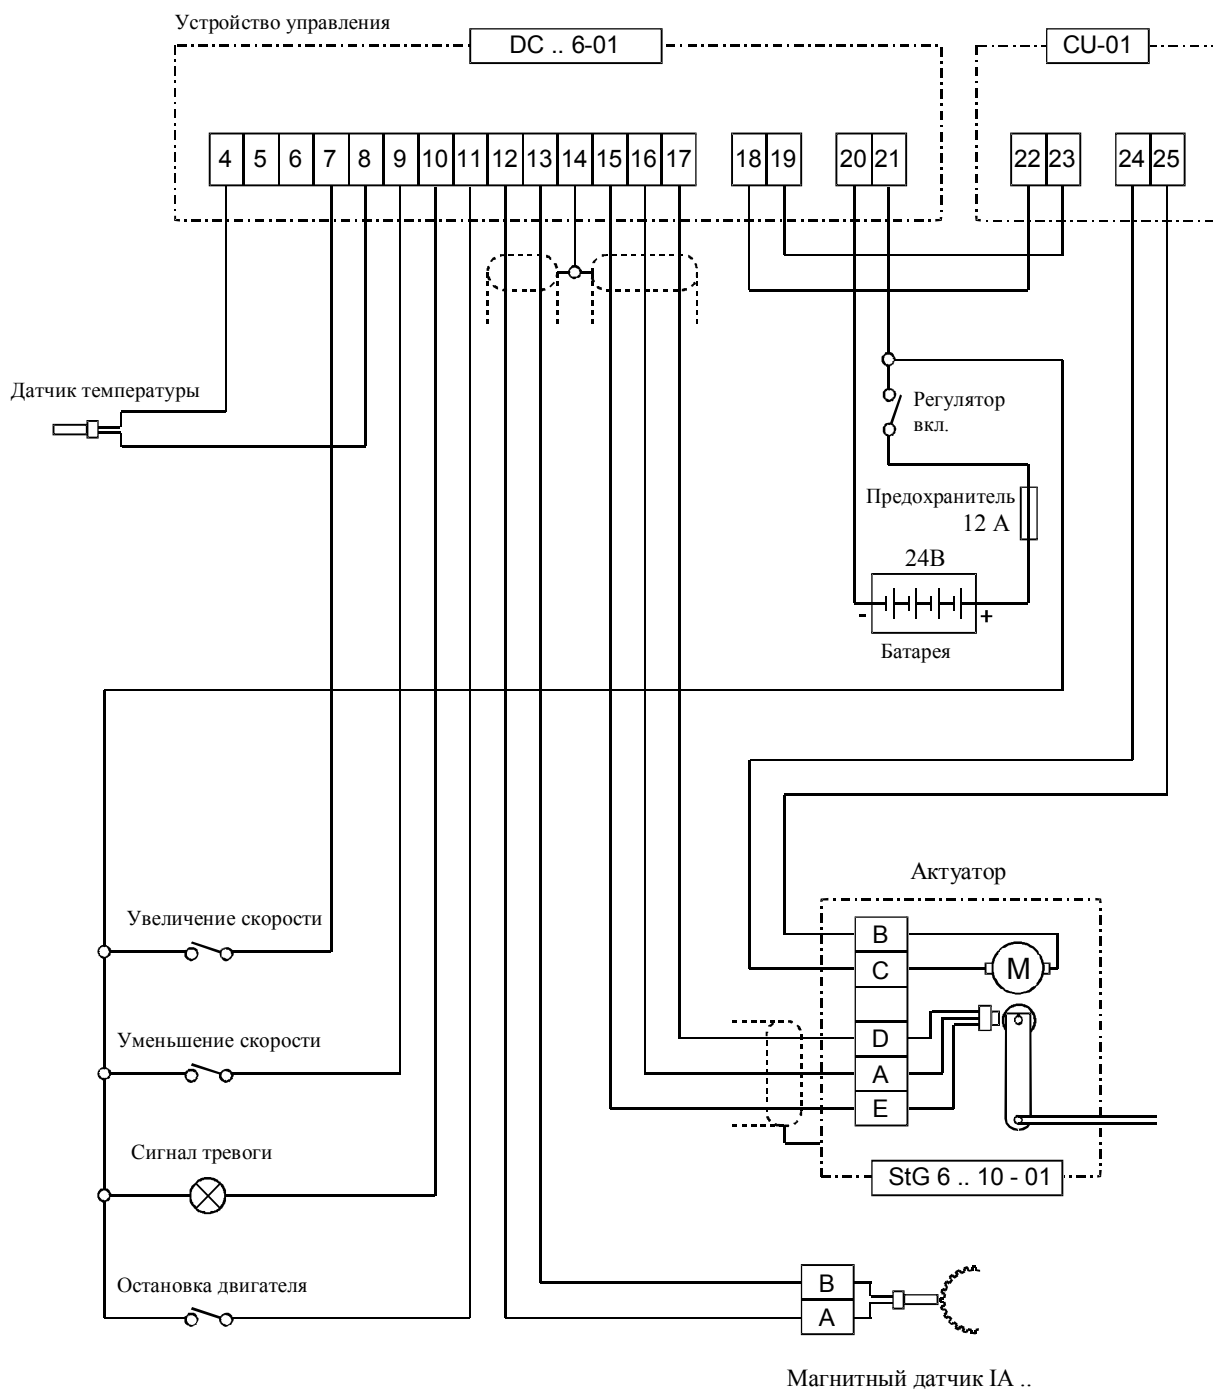 Устройство управления
DC .. 6-01
CU-01
4 5 6 7 8 9 10 11 12 13 14 15 16 17 18 19 20 21 22 23 24 25
Датчик температуры
Регулятор
вкл.
Предохранитель
12 А
24В
- +
Батарея
Актуатор
Увеличение скорости
B
C
M
Уменьшение скорости
D
A
E
Сигнал тревоги
StG 6 .. 10 - 01
Остановка двигателя
B
A
Магнитный датчик IA ..